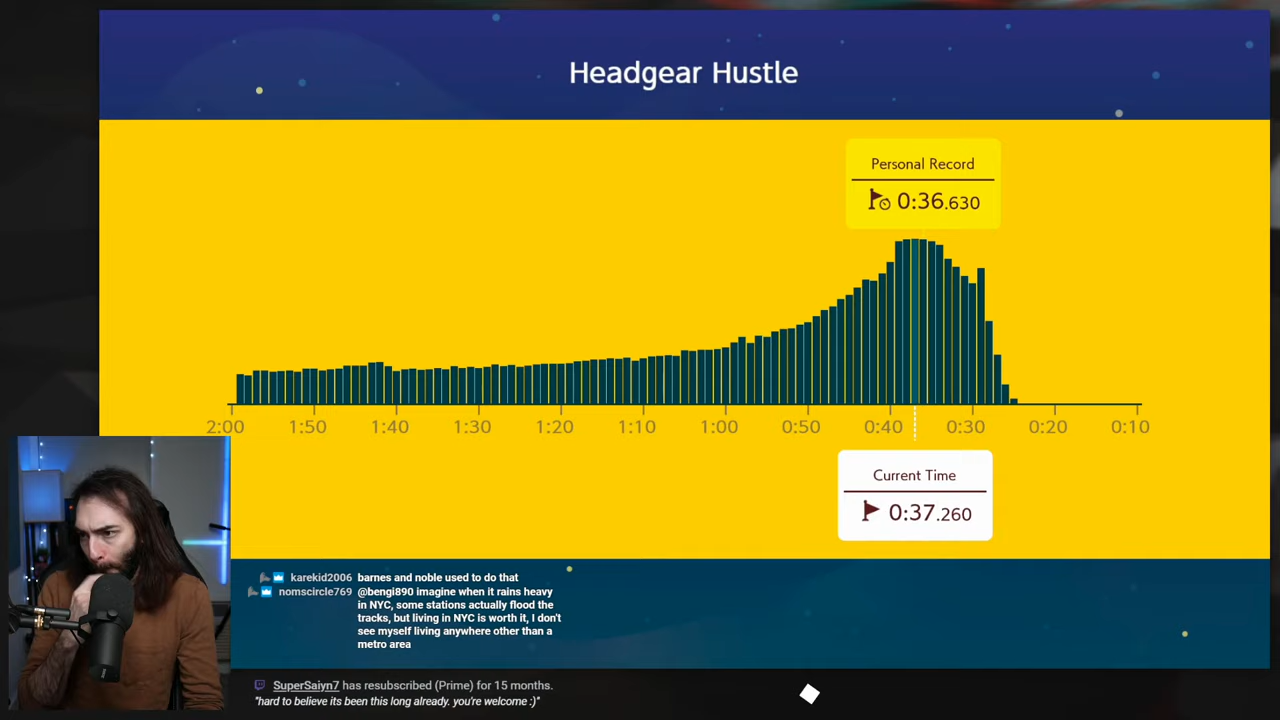 Headgear Hustle
Personal Record
0:36.630
2:00 1:50 1:40 1:30 1:20 1:10 1:00 0:50 0:40 0:30 0:20 0:10
Current Time
0:37.260
karekid2006 barnes and noble used to do that
nomscircle769 @bengi890 imagine when it rains heavy
in NYC, some stations actually flood the
tracks, but living in NYC is worth it, I don't
see myself living anywhere other than a
metro area
SuperSaiyn7 has resubscribed (Prime) for 15 months.
"hard to believe its been this long already. you're welcome :)"